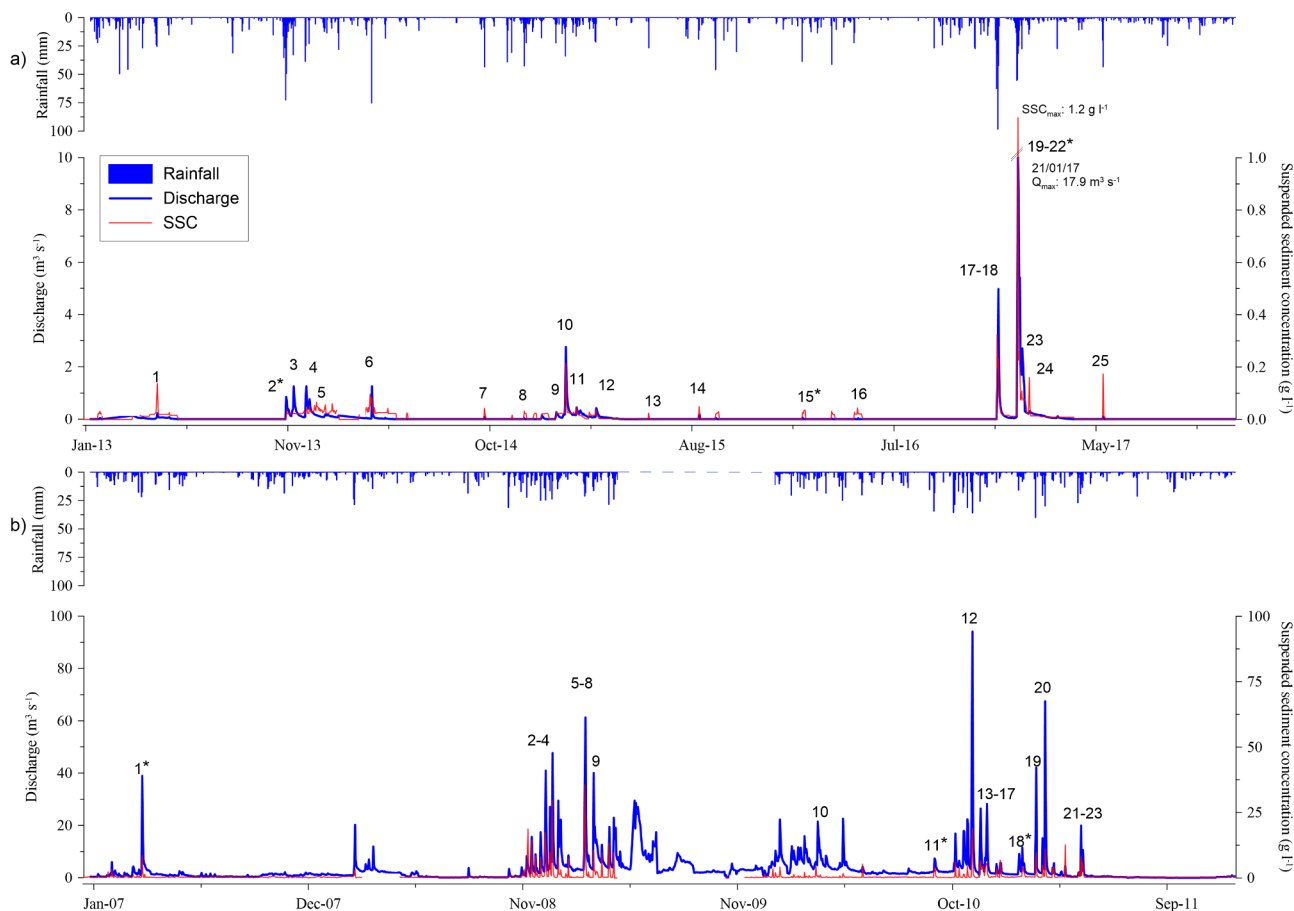 a)
Rainfall (mm)
0
25
50
75
100
SSCmax: 1.2 g l-1
19-22*
21/01/17
Qmax: 17.9 m3 s-1
Rainfall
Discharge
SSC
Discharge (m3 s-1)
10
8
6
4
2
0
Suspended sediment concentration (g l-1)
1.0
0.8
0.6
0.4
0.2
0.0
1
2*
3
4
5
6
7
8
9
10
11
12
13
14
15*
16
17-18
23
24
25
Jan-13
Nov-13
Oct-14
Aug-15
Jul-16
May-17
b)
Rainfall (mm)
0
25
50
75
100
Discharge (m3 s-1)
100
80
60
40
20
0
Suspended sediment concentration (g l-1)
100
75
50
25
0
1*
2-4
5-8
9
10
11*
12
13-17
18*
19
20
21-23
Jan-07
Dec-07
Nov-08
Nov-09
Oct-10
Sep-11